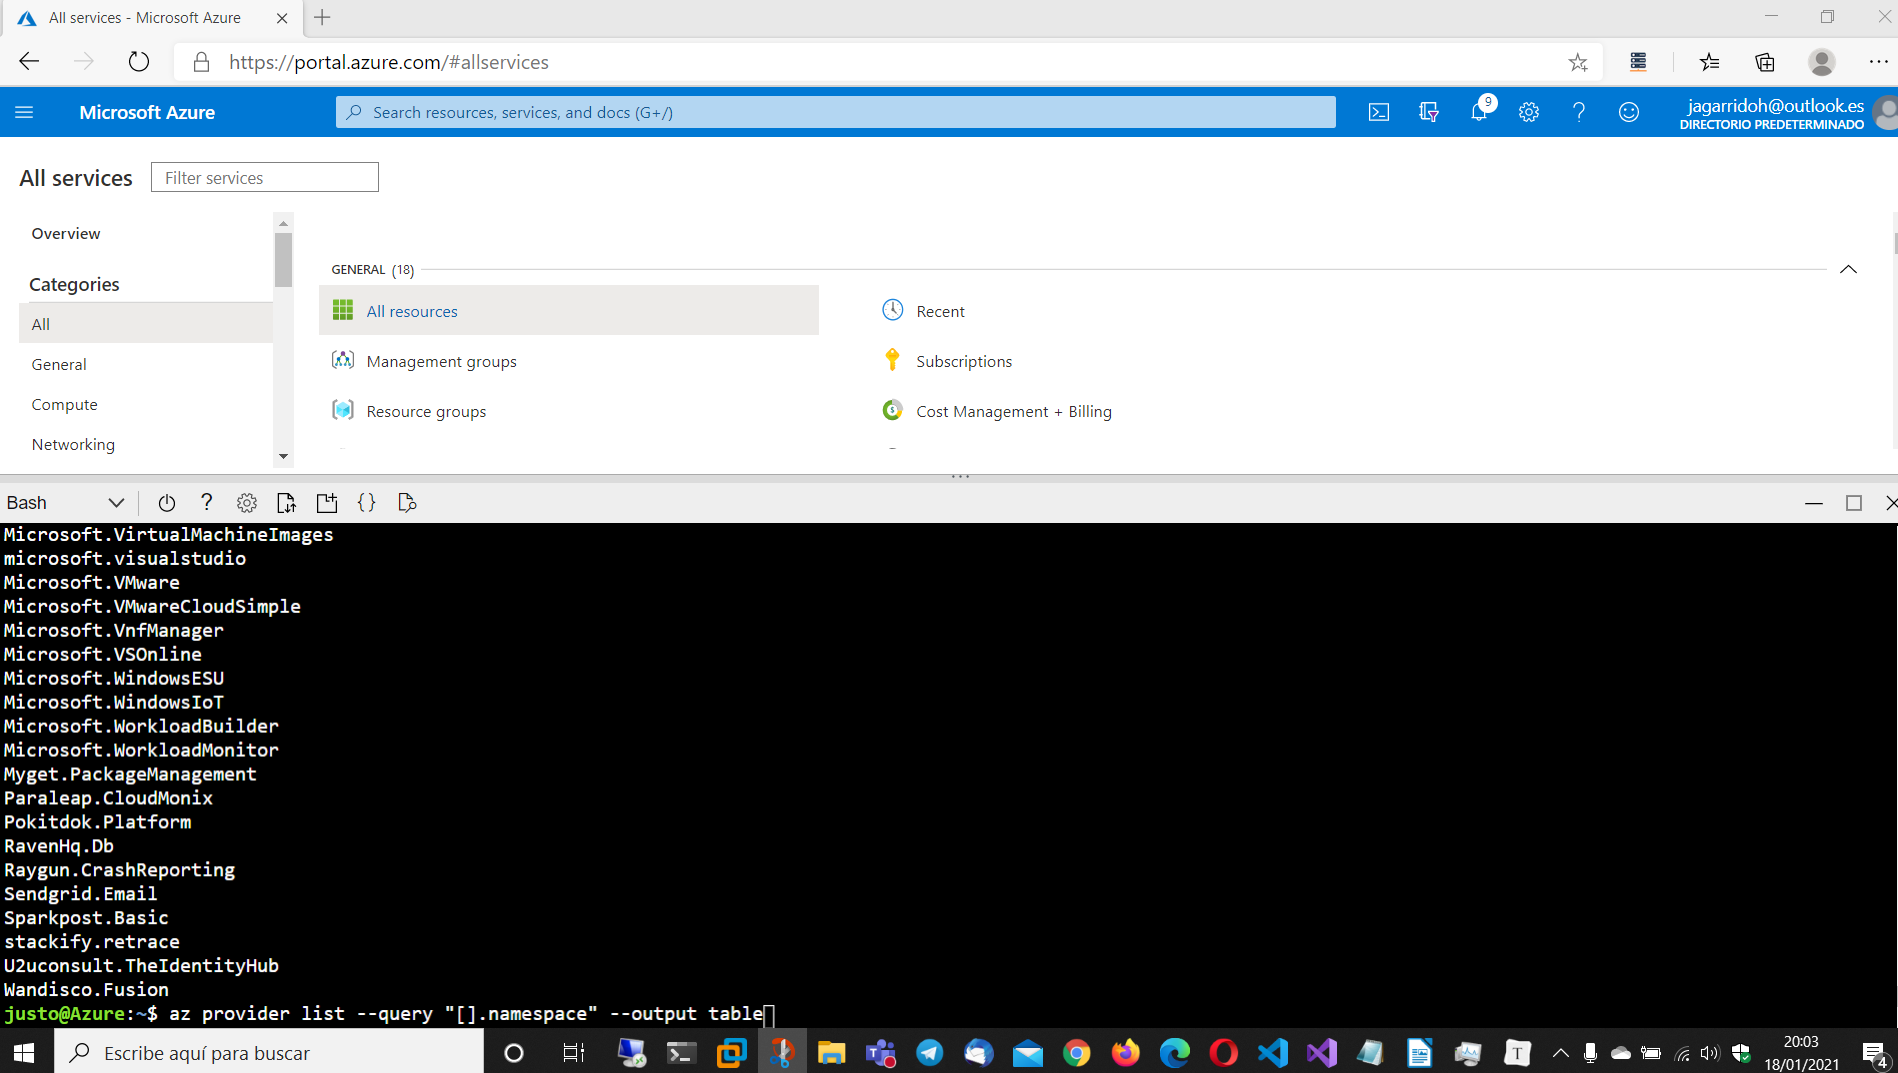 All services - Microsoft Azure
https://portal.azure.com/#allservices
Microsoft Azure
Search resources, services, and docs (G+/)
9
jagarridoh@outlook.es
DIRECTORIO PREDETERMINADO
All services
Filter services
Overview
Categories
All
General
Compute
Networking
GENERAL (18)
All resources
Recent
Management groups
Subscriptions
Resource groups
Cost Management + Billing
Bash
Microsoft.VirtualMachineImages
microsoft.visualstudio
Microsoft.VMware
Microsoft.VMwareCloudSimple
Microsoft.VnfManager
Microsoft.VSOnline
Microsoft.WindowsESU
Microsoft.WindowsIoT
Microsoft.WorkloadBuilder
Microsoft.WorkloadMonitor
Myget.PackageManagement
Paraleap.CloudMonix
Pokitdok.Platform
RavenHq.Db
Raygun.CrashReporting
Sendgrid.Email
Sparkpost.Basic
stackify.retrace
U2uconsult.TheIdentityHub
Wandisco.Fusion
justo@Azure:~$ az provider list --query "[].namespace" --output table
Escribe aquí para buscar
T
20:03
18/01/2021
4